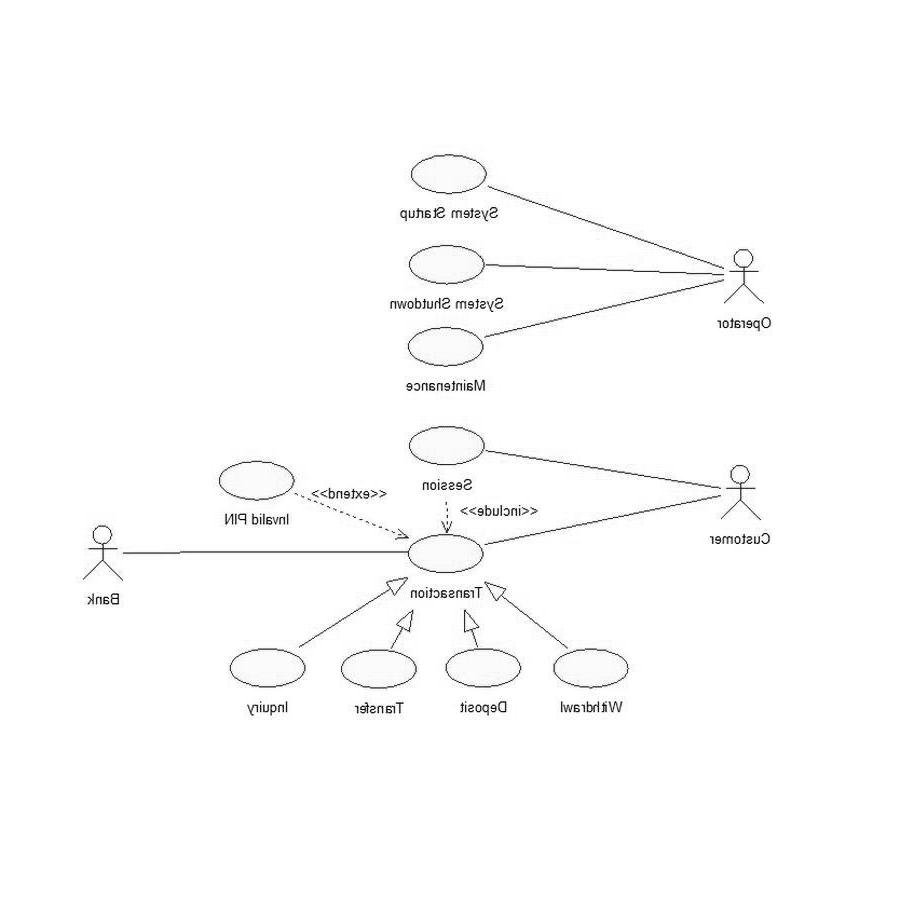 System Startup
System Shutdown
Operator
Maintenance
Session
<<extend>>
<<include>>
Invalid PIN
Customer
Transaction
Bank
Withdrawl
Deposit
Transfer
Inquiry